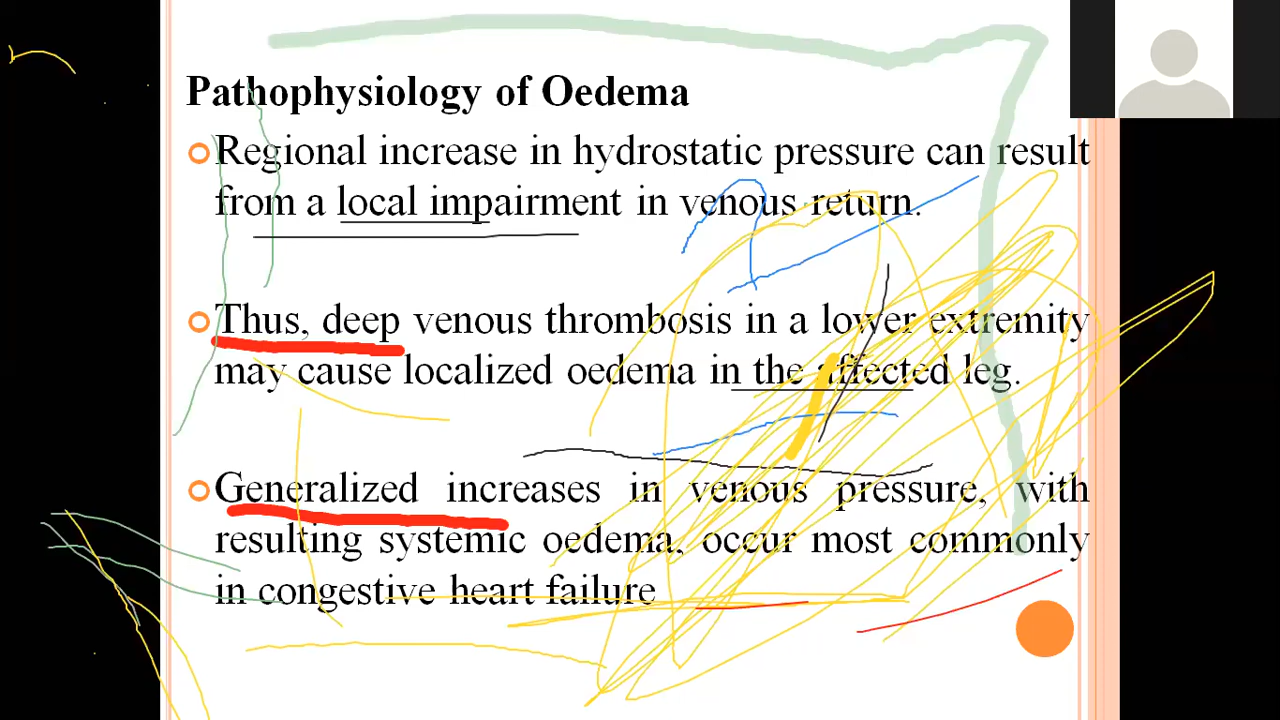 Pathophysiology of Oedema
Regional increase in hydrostatic pressure can result
from a local impairment in venous return.
Thus, deep venous thrombosis in a lower extremity
may cause localized oedema in the affected leg.
Generalized increases in venous pressure, with
resulting systemic oedema, occur most commonly
in congestive heart failure